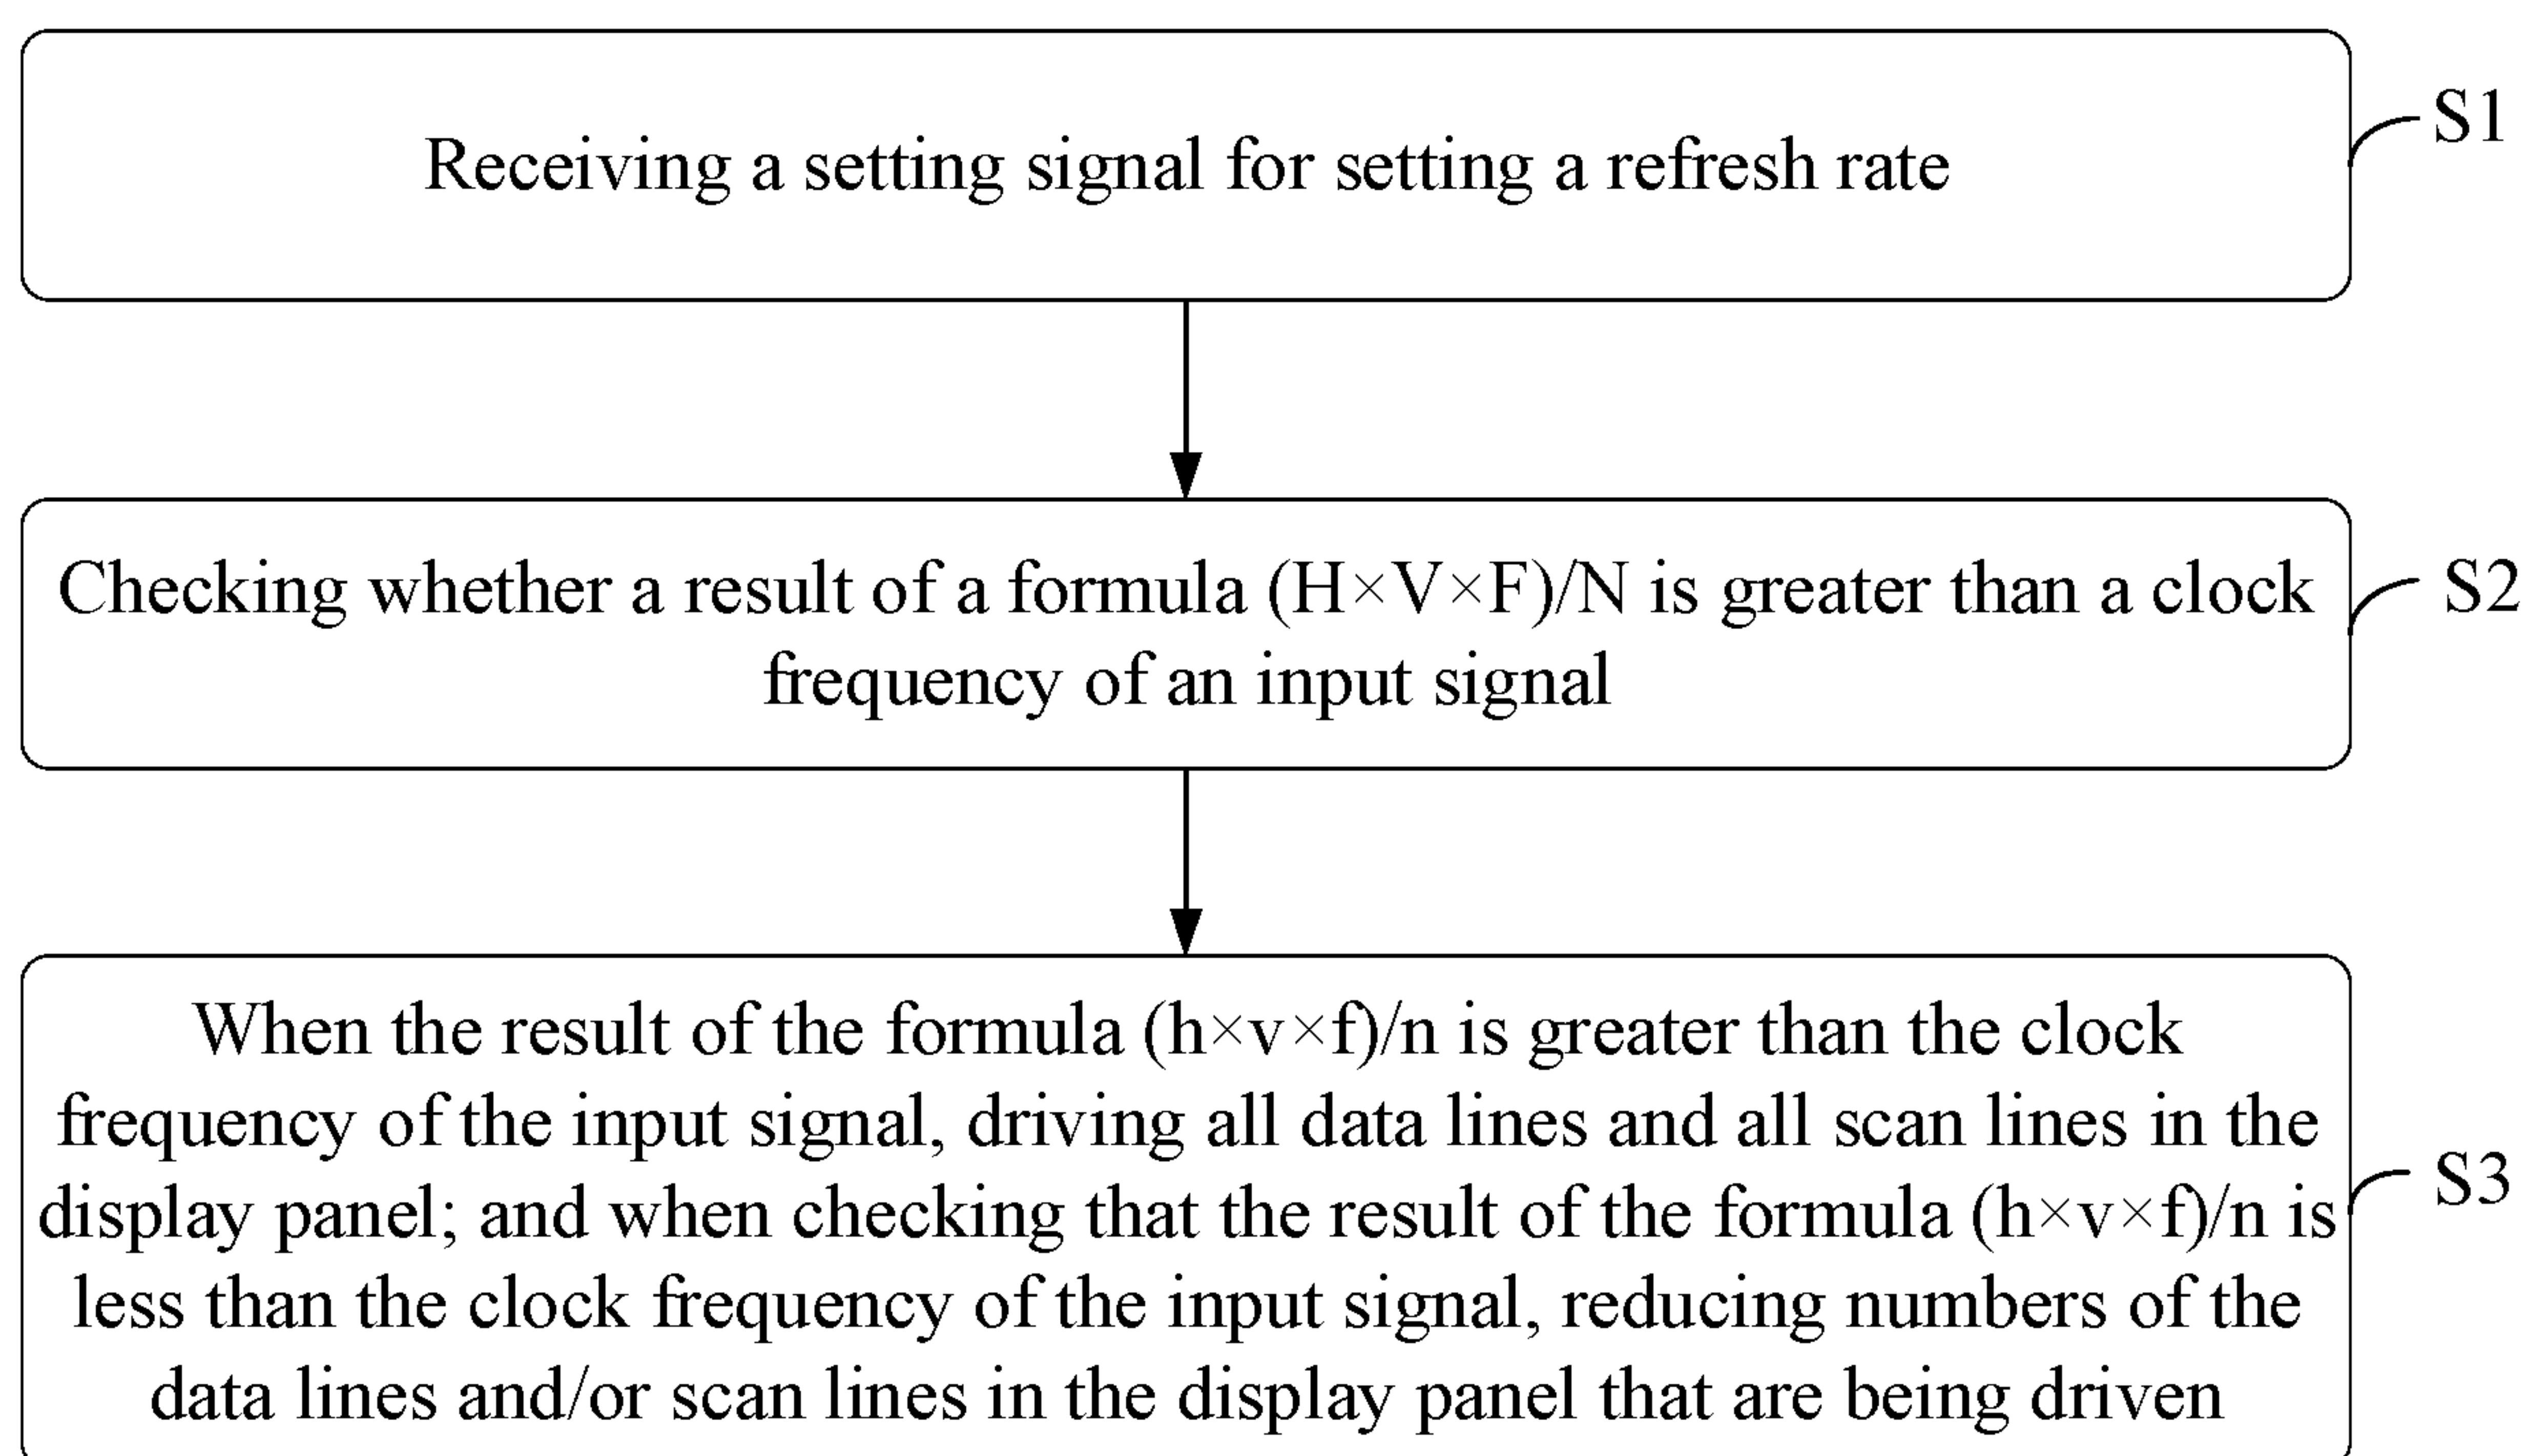 Receiving a setting signal for setting a refresh rate
S1
Checking whether a result of a formula (H×V×F)/N is greater than a clock
frequency of an input signal
S2
When the result of the formula (h×v×f)/n is greater than the clock
frequency of the input signal, driving all data lines and all scan lines in the
display panel; and when checking that the result of the formula (h×v×f)/n is
less than the clock frequency of the input signal, reducing numbers of the
data lines and/or scan lines in the display panel that are being driven
S3